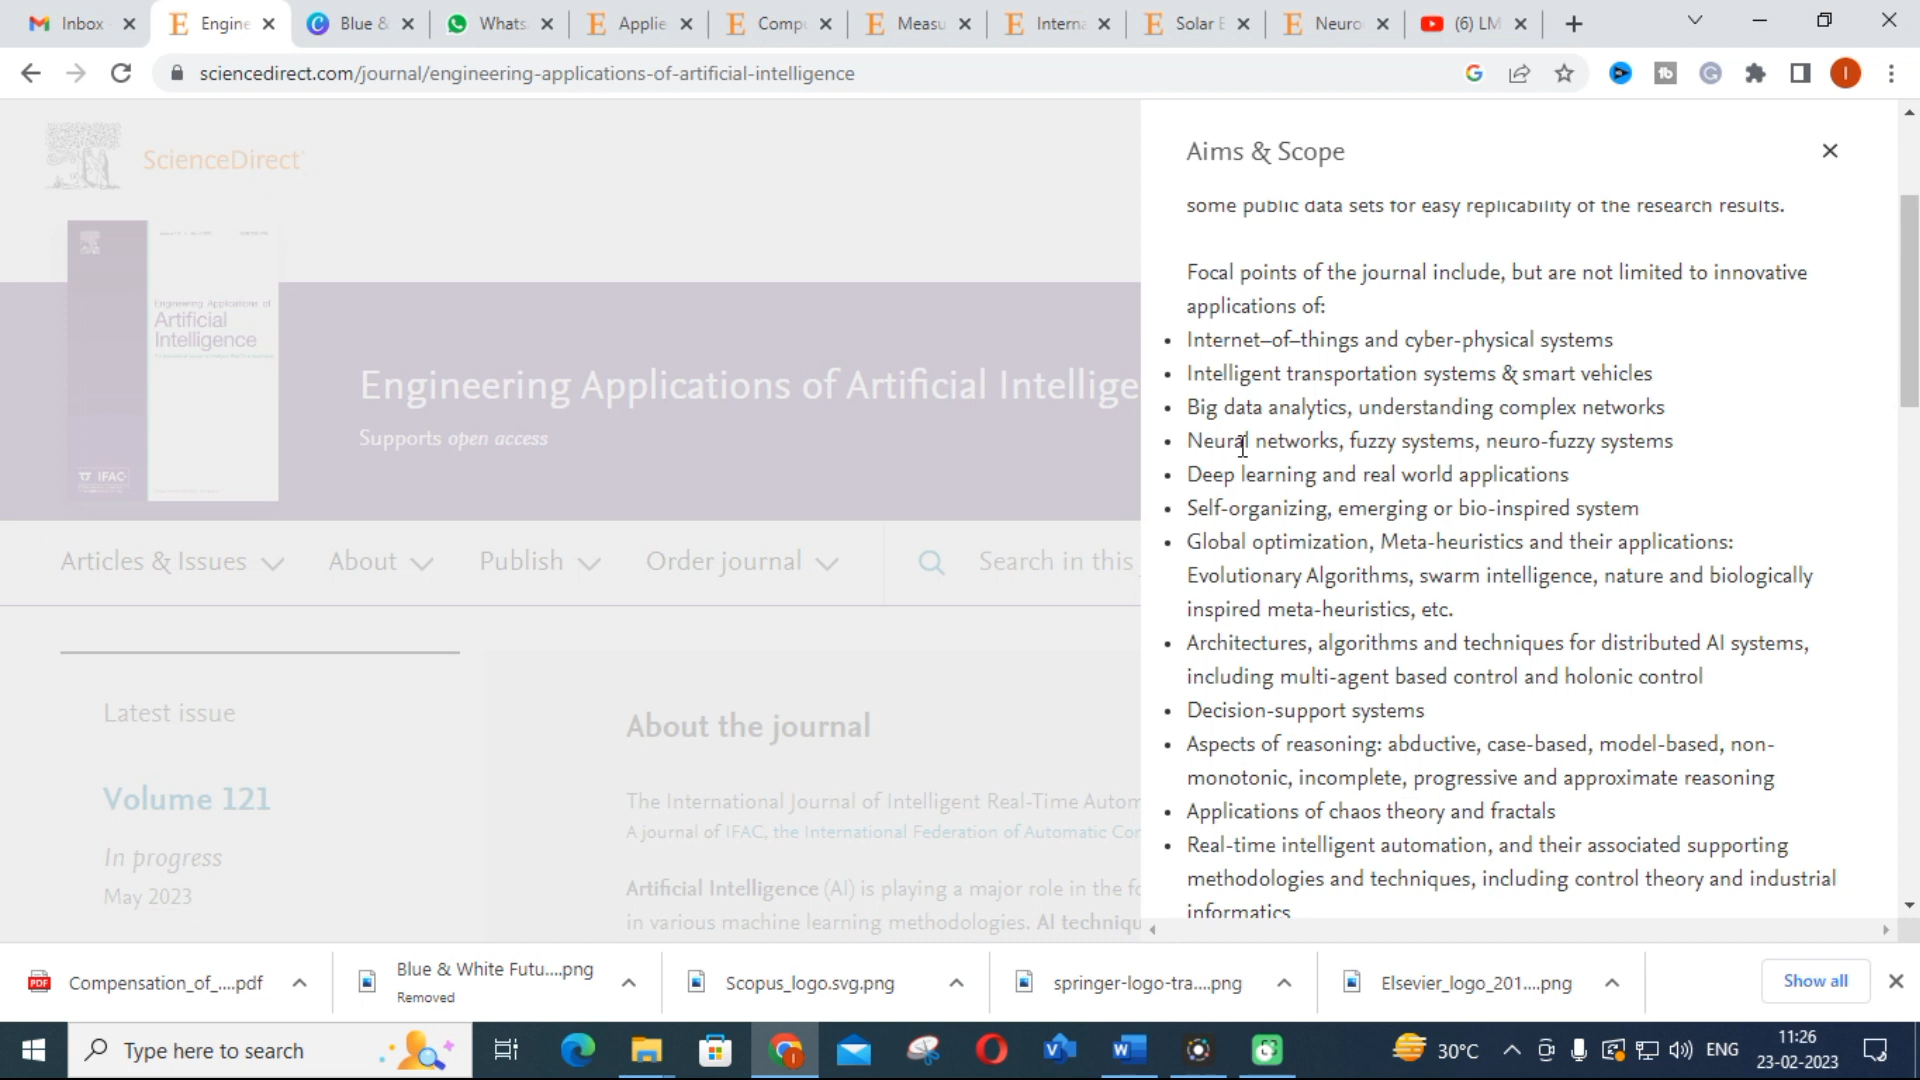 Inbox
Engine
Blue &
Whats
Applie
Compu
Measu
Interna
Solar E
Neuro
(6) LM
sciencedirect.com/journal/engineering-applications-of-artificial-intelligence
ScienceDirect
Engineering Applications of
Artificial
Intelligence
IFAC
Engineering Applications of Artificial Intellige
Supports open access
Articles & Issues
About
Publish
Order journal
Search in this
Latest issue
Volume 121
In progress
May 2023
About the journal
The International Journal of Intelligent Real-Time Autom
A journal of IFAC, the International Federation of Automatic Con
Artificial Intelligence (AI) is playing a major role in the fo
in various machine learning methodologies. AI techniqu
Aims & Scope
some public data sets for easy replicability of the research results.
Focal points of the journal include, but are not limited to innovative
applications of:
• Internet–of–things and cyber-physical systems
• Intelligent transportation systems & smart vehicles
• Big data analytics, understanding complex networks
• Neural networks, fuzzy systems, neuro-fuzzy systems
• Deep learning and real world applications
• Self-organizing, emerging or bio-inspired system
• Global optimization, Meta-heuristics and their applications:
Evolutionary Algorithms, swarm intelligence, nature and biologically
inspired meta-heuristics, etc.
• Architectures, algorithms and techniques for distributed AI systems,
including multi-agent based control and holonic control
• Decision-support systems
• Aspects of reasoning: abductive, case-based, model-based, non-
monotonic, incomplete, progressive and approximate reasoning
• Applications of chaos theory and fractals
• Real-time intelligent automation, and their associated supporting
methodologies and techniques, including control theory and industrial
informatics
Compensation_of_....pdf
Blue & White Futu....png
Removed
Scopus_logo.svg.png
springer-logo-tra....png
Elsevier_logo_201....png
Show all
Type here to search
30°C
ENG
11:26
23-02-2023